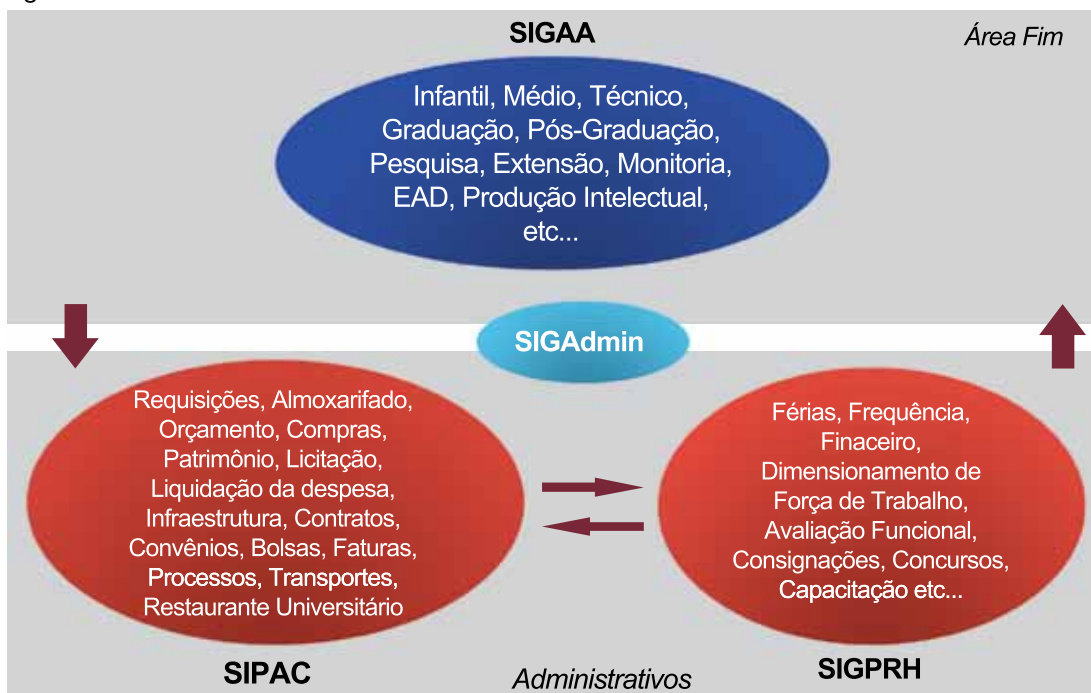 SIGAA
Área Fim
Infantil, Médio, Técnico,
Graduação, Pós-Graduação,
Pesquisa, Extensão, Monitoria,
EAD, Produção Intelectual,
etc...
SIGAdmin
Requisições, Almoxarifado,
Orçamento, Compras,
Patrimônio, Licitação,
Liquidação da despesa,
Infraestrutura, Contratos,
Convênios, Bolsas, Faturas,
Processos, Transportes,
Restaurante Universitário
SIPAC
Férias, Frequência,
Finaceiro,
Dimensionamento de
Força de Trabalho,
Avaliação Funcional,
Consignações, Concursos,
Capacitação etc...
SIGPRH
Administrativos